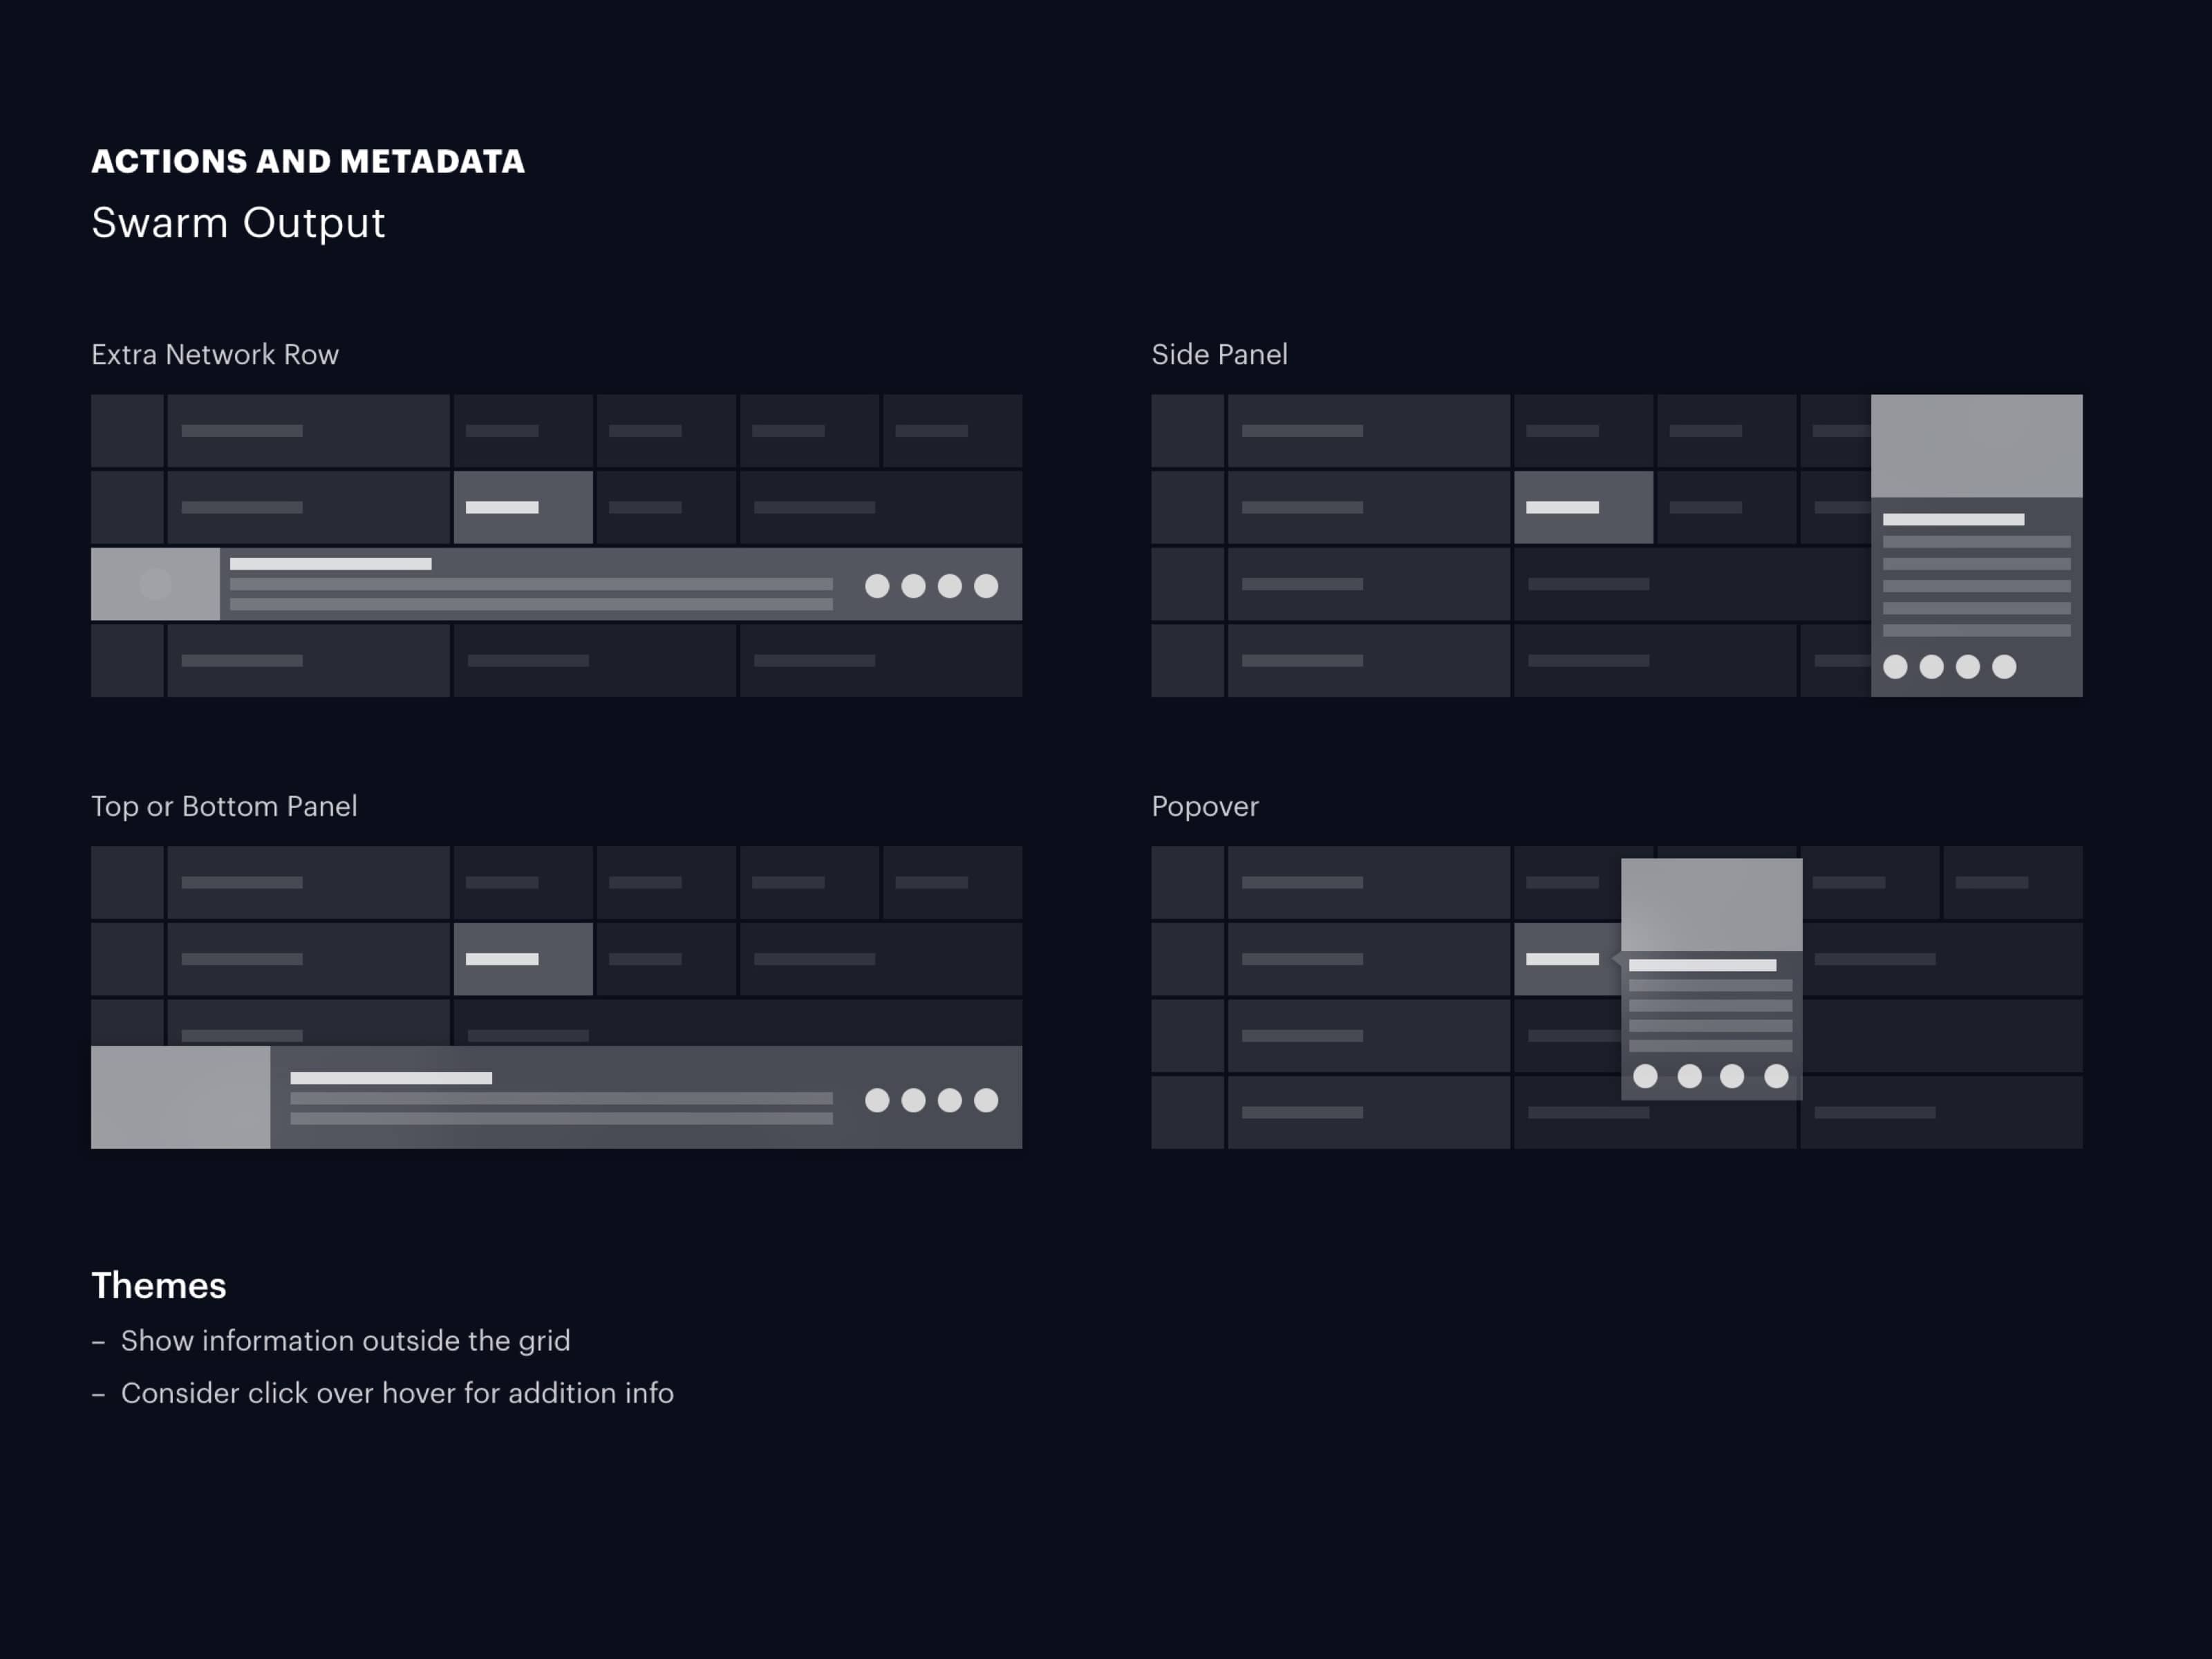 ACTIONS AND METADATA
Swarm Output
Extra Network Row
Side Panel
Top or Bottom Panel
Popover
Themes
– Show information outside the grid
– Consider click over hover for addition info